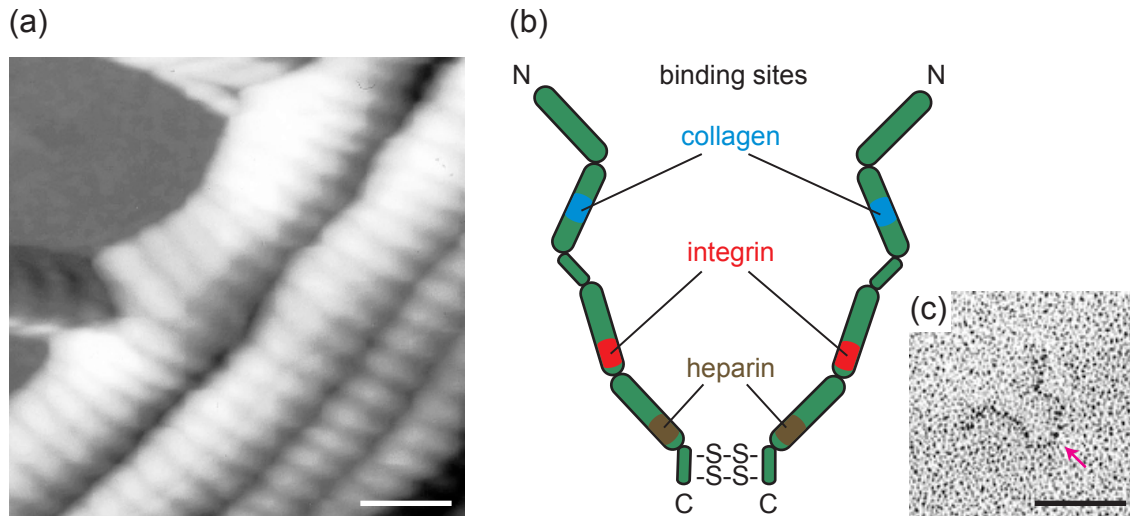 (a)
(b)
N
binding sites
N
collagen
integrin
(c)
heparin
-S-S-
-S-S-
C
C